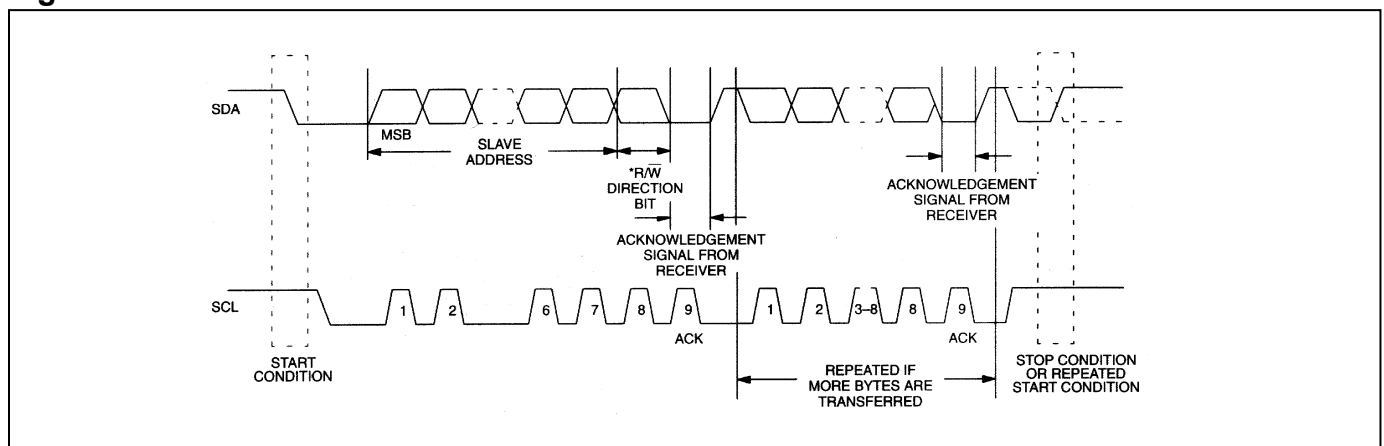 SDA
MSB
SLAVE
ADDRESS
*R/W̅
DIRECTION
BIT
ACKNOWLEDGEMENT
SIGNAL FROM
RECEIVER
ACKNOWLEDGEMENT
SIGNAL FROM
RECEIVER
SCL
1 2 6 7 8 9 1 2 3–8 8 9
ACK
ACK
START
CONDITION
REPEATED IF
MORE BYTES ARE
TRANSFERRED
STOP CONDITION
OR REPEATED
START CONDITION